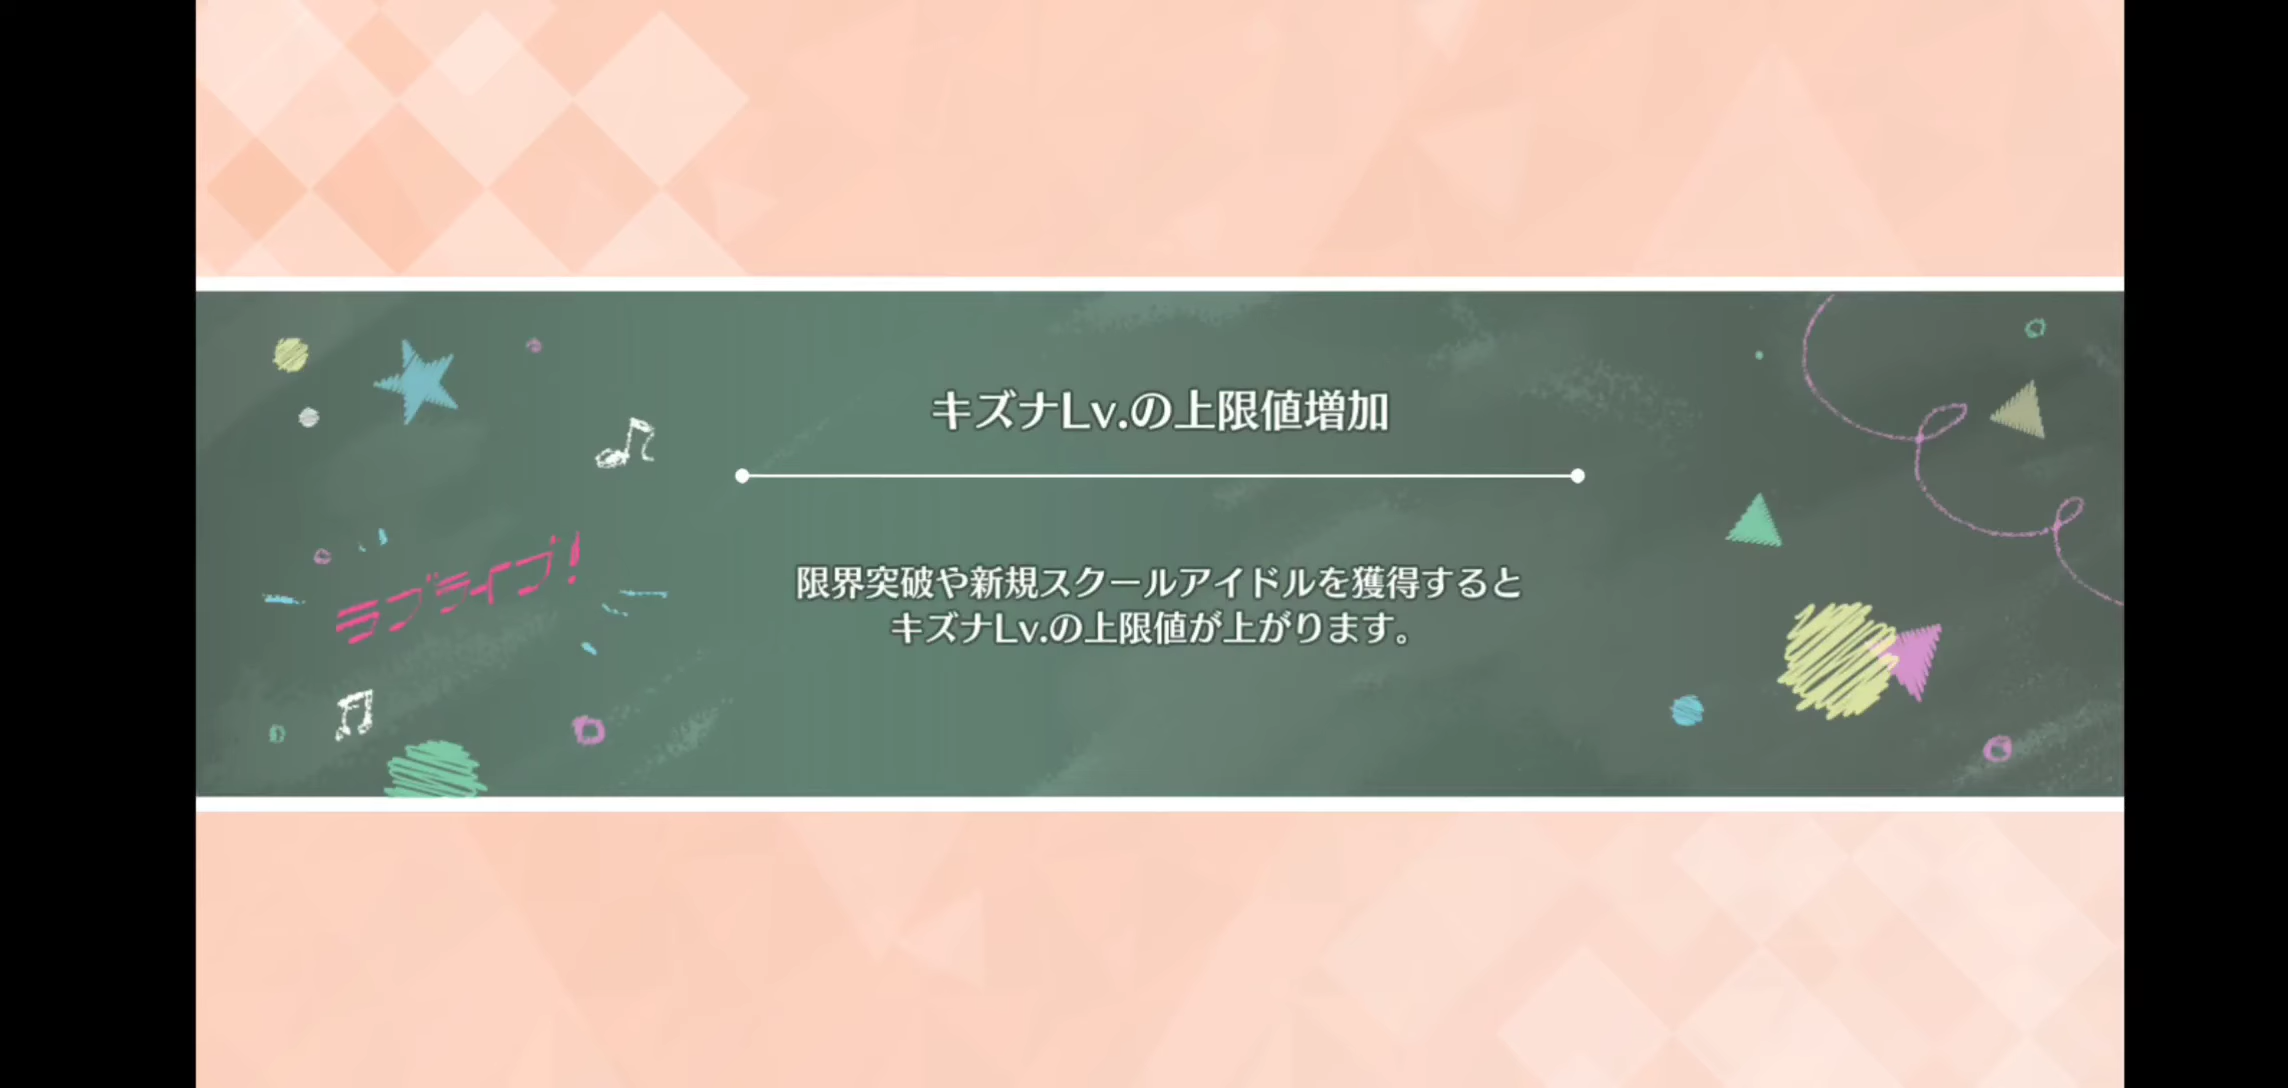 キズナLv.の上限値増加
ラブライブ!
限界突破や新規スクールアイドルを獲得すると
キズナLv.の上限値が上がります。